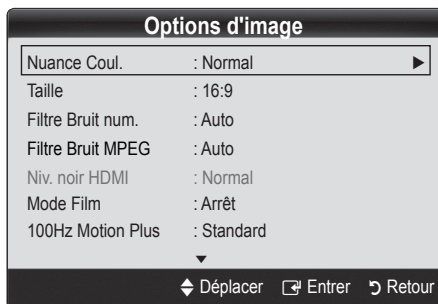 Options d'image
Nuance Coul. : Normal
Taille : 16:9
Filtre Bruit num. : Auto
Filtre Bruit MPEG : Auto
Niv. noir HDMI : Normal
Mode Film : Arrêt
100Hz Motion Plus : Standard
Déplacer Entrer Retour